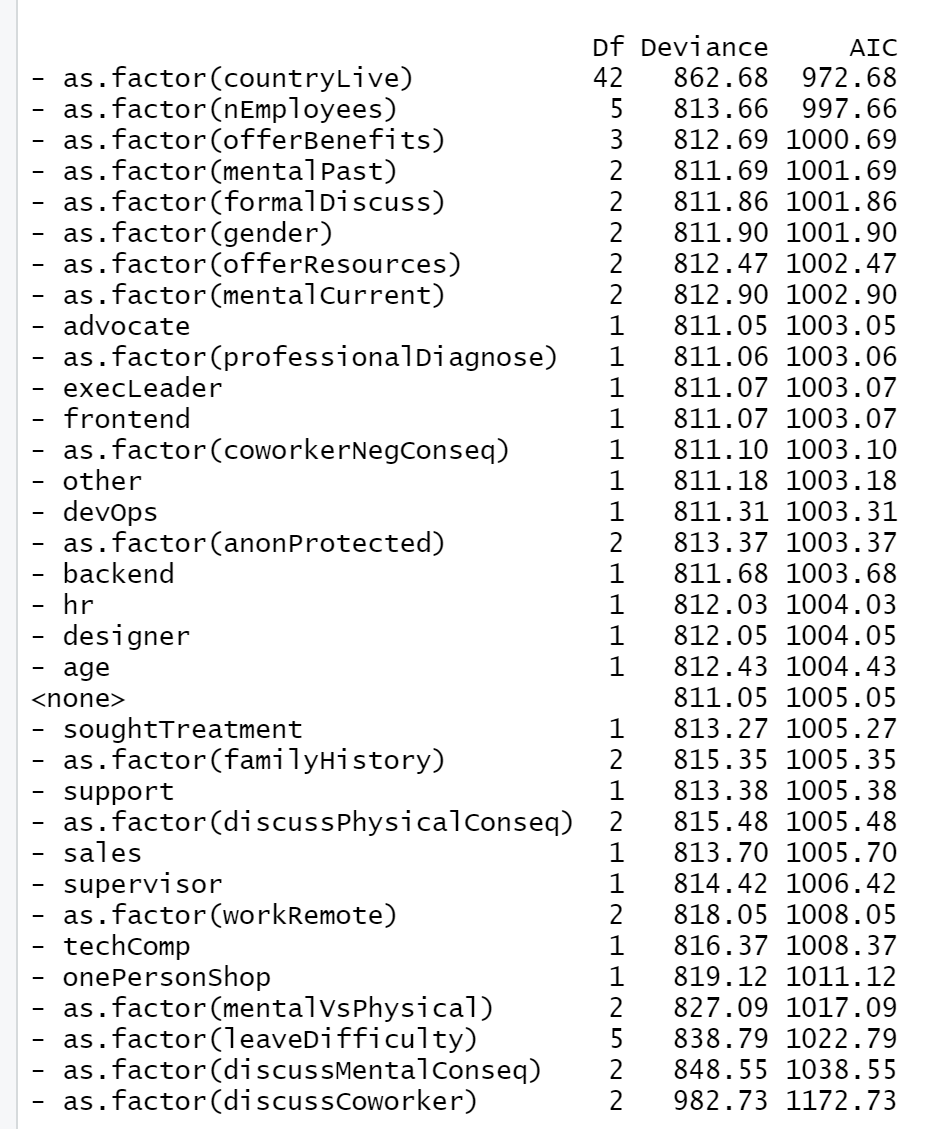 Df Deviance AIC
- as.factor(countryLive) 42 862.68 972.68
- as.factor(nEmployees) 5 813.66 997.66
- as.factor(offerBenefits) 3 812.69 1000.69
- as.factor(mentalPast) 2 811.69 1001.69
- as.factor(formalDiscuss) 2 811.86 1001.86
- as.factor(gender) 2 811.90 1001.90
- as.factor(offerResources) 2 812.47 1002.47
- as.factor(mentalCurrent) 2 812.90 1002.90
- advocate 1 811.05 1003.05
- as.factor(professionalDiagnose) 1 811.06 1003.06
- execLeader 1 811.07 1003.07
- frontend 1 811.07 1003.07
- as.factor(coworkerNegConseq) 1 811.10 1003.10
- other 1 811.18 1003.18
- devOps 1 811.31 1003.31
- as.factor(anonProtected) 2 813.37 1003.37
- backend 1 811.68 1003.68
- hr 1 812.03 1004.03
- designer 1 812.05 1004.05
- age 1 812.43 1004.43
<none> 811.05 1005.05
- soughtTreatment 1 813.27 1005.27
- as.factor(familyHistory) 2 815.35 1005.35
- support 1 813.38 1005.38
- as.factor(discussPhysicalConseq) 2 815.48 1005.48
- sales 1 813.70 1005.70
- supervisor 1 814.42 1006.42
- as.factor(workRemote) 2 818.05 1008.05
- techComp 1 816.37 1008.37
- onePersonShop 1 819.12 1011.12
- as.factor(mentalVsPhysical) 2 827.09 1017.09
- as.factor(leaveDifficulty) 5 838.79 1022.79
- as.factor(discussMentalConseq) 2 848.55 1038.55
- as.factor(discussCoworker) 2 982.73 1172.73